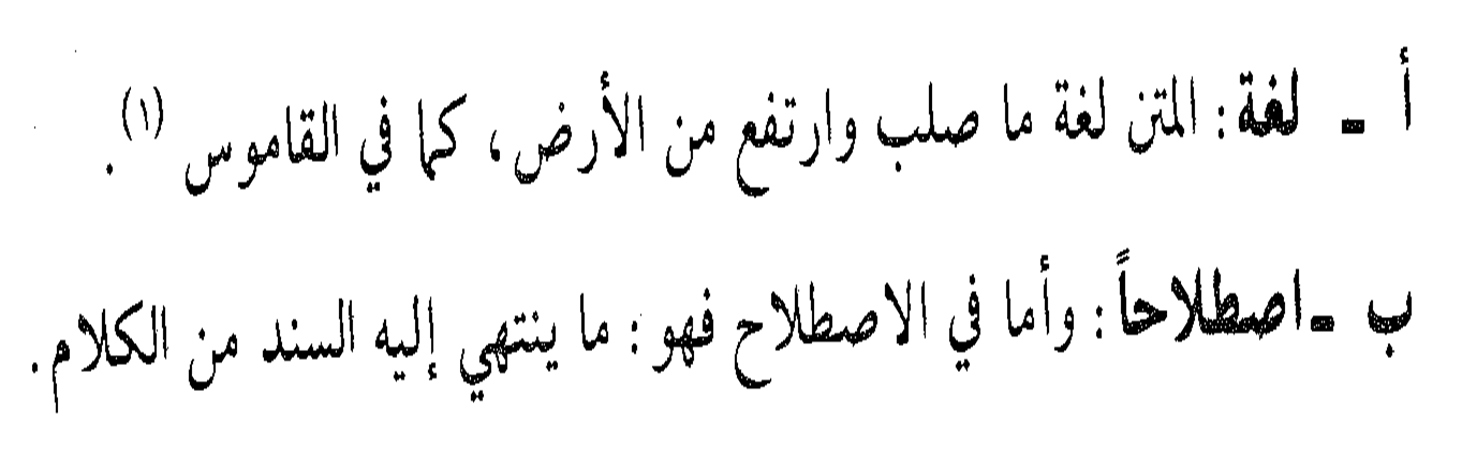 أ ـ لغة: المتن لغة ما صلب وارتفع من الأرض، كما في القاموس (١).
ب ـ اصطلاحاً: وأما في الاصطلاح فهو: ما ينتهي إليه السند من الكلام.